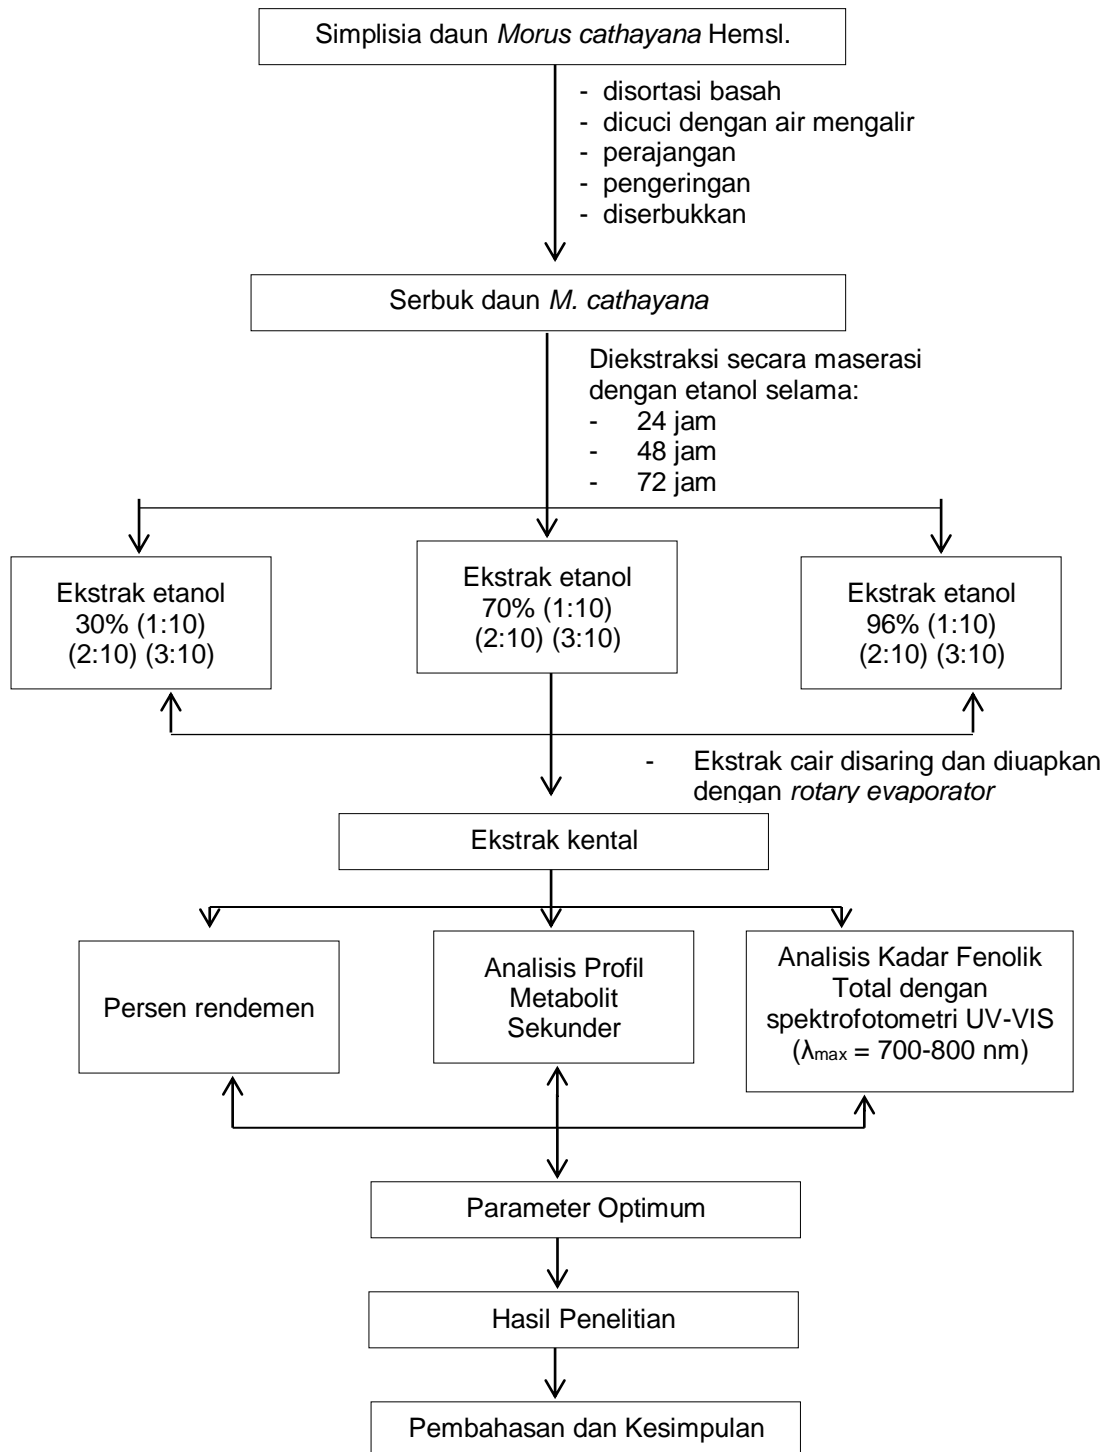 Simplisia daun Morus cathayana Hemsl.
- disortasi basah
- dicuci dengan air mengalir
- perajangan
- pengeringan
- diserbukkan
Serbuk daun M. cathayana
Diekstraksi secara maserasi
dengan etanol selama:
- 24 jam
- 48 jam
- 72 jam
Ekstrak etanol
30% (1:10)
(2:10) (3:10)
Ekstrak etanol
70% (1:10)
(2:10) (3:10)
Ekstrak etanol
96% (1:10)
(2:10) (3:10)
- Ekstrak cair disaring dan diuapkan
dengan rotary evaporator
Ekstrak kental
Persen rendemen
Analisis Profil
Metabolit
Sekunder
Analisis Kadar Fenolik
Total dengan
spektrofotometri UV-VIS
(λmax = 700-800 nm)
Parameter Optimum
Hasil Penelitian
Pembahasan dan Kesimpulan